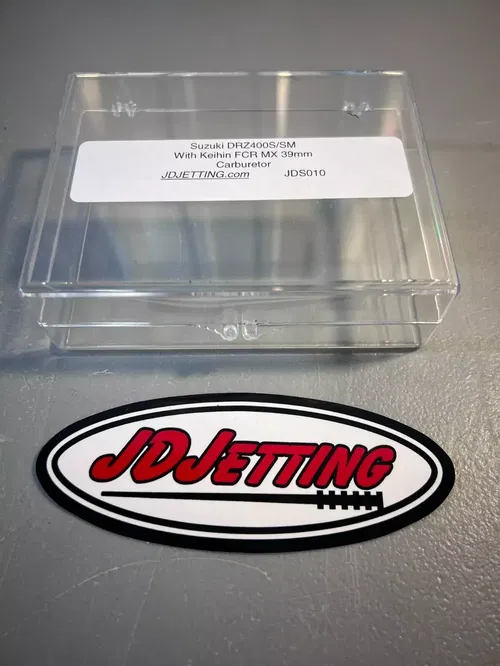 Suzuki DRZ400S/SM
With Keihin FCR MX 39mm
Carburetor
JDJETTING.com JDS010
JDJETTING